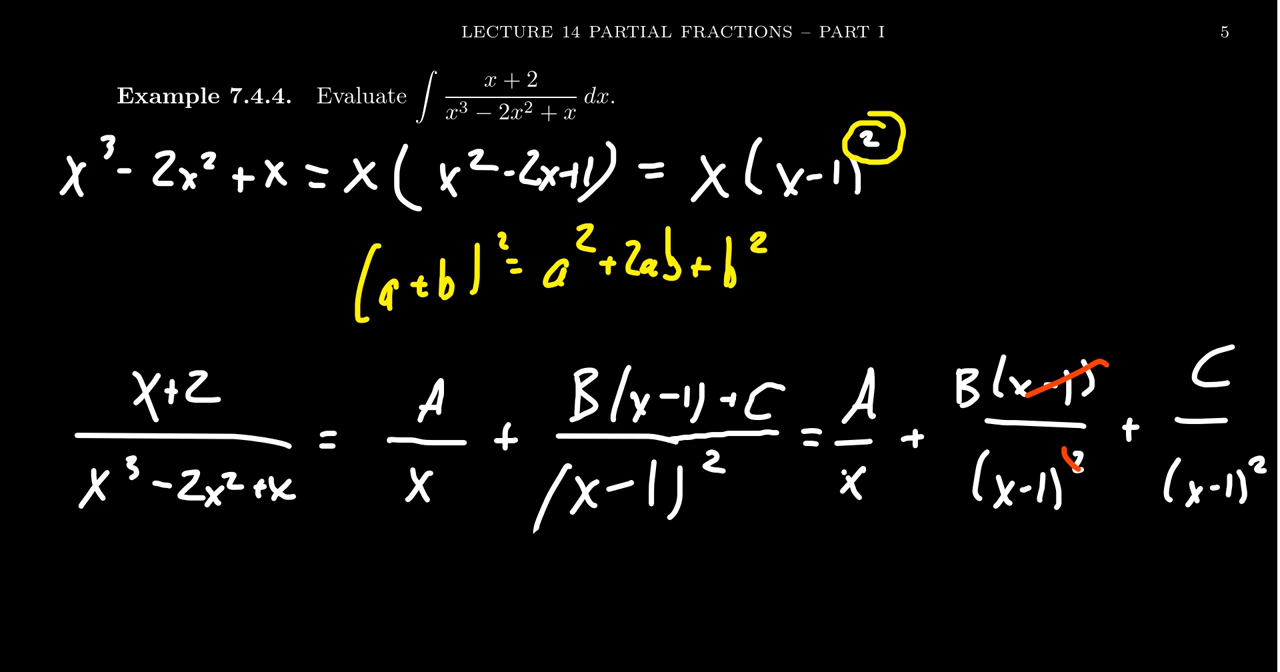 LECTURE 14 PARTIAL FRACTIONS – PART I 5
Example 7.4.4. Evaluate ∫ (x + 2)/(x³ − 2x² + x) dx.
x³ - 2x² + x = x(x² - 2x + 1) = x(x - 1)²
(a + b)² = a² + 2ab + b²
(x + 2)/(x³ - 2x² + x) = A/x + (B(x - 1) + C)/(x - 1)² = A/x + B(x - 1)/(x - 1)² + C/(x - 1)²